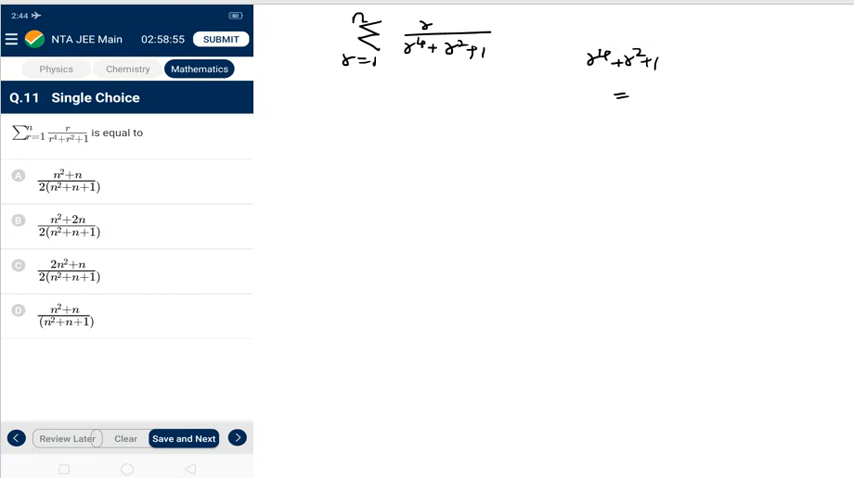 2:44
60
NTA JEE Main 02:58:55 SUBMIT
Physics Chemistry Mathematics
Q.11 Single Choice
∑ⁿᵣ₌₁ r/(r⁴+r²+1) is equal to
A (n²+n)/(2(n²+n+1))
B (n²+2n)/(2(n²+n+1))
C (2n²+n)/(2(n²+n+1))
D (n²+n)/((n²+n+1))
Review Later Clear Save and Next
n
∑ r/(r⁴+r²+1)
r=1
r⁴+r²+1
=